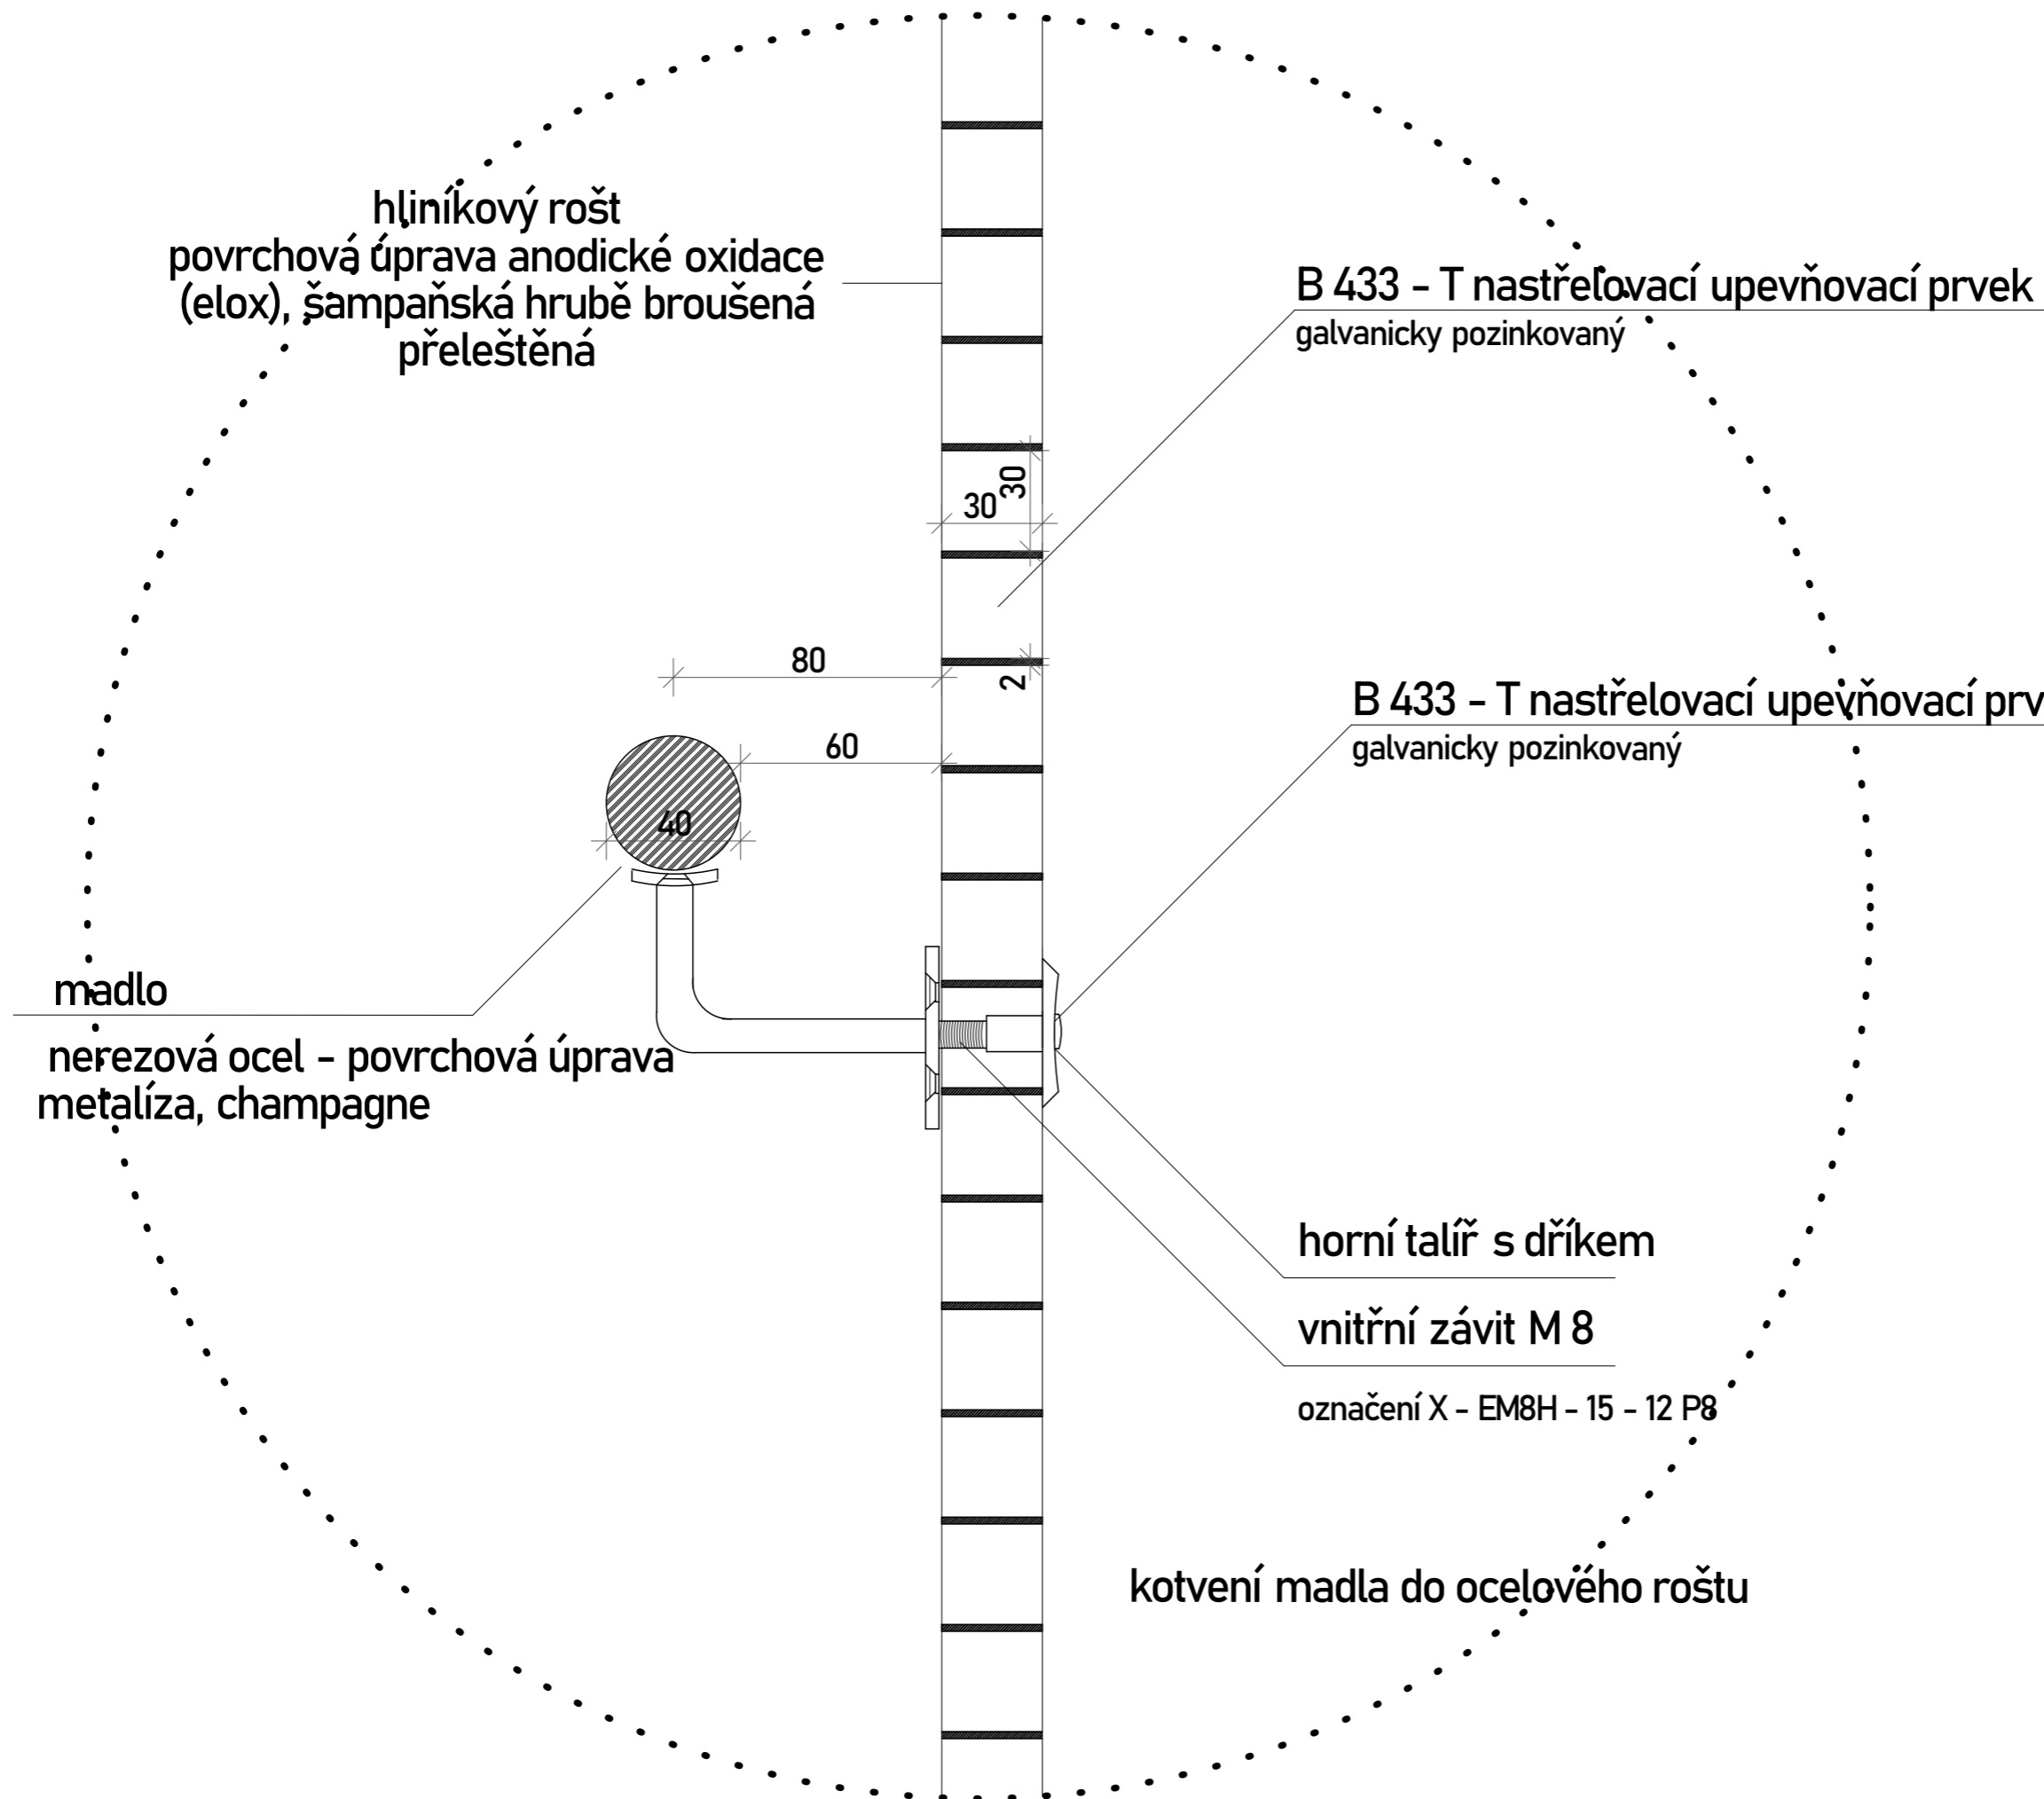 hliníkový rošt
povrchová úprava anodické oxidace
(elox), šampaňská hrubě broušená
přeleštěná
B 433 - T nastřelovací upevňovací prvek
galvanicky pozinkovaný
30
30
80
2
B 433 - T nastřelovací upevňovací prv
galvanicky pozinkovaný
60
40
madlo
nerezová ocel - povrchová úprava
metalíza, champagne
horní talíř s dříkem
vnitřní závit M 8
označení X - EM8H - 15 - 12 P8
kotvení madla do ocelového roštu